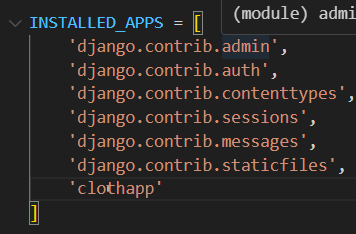 (module) admi
INSTALLED_APPS = [
'django.contrib.admin',
'django.contrib.auth',
'django.contrib.contenttypes',
'django.contrib.sessions',
'django.contrib.messages',
'django.contrib.staticfiles',
'clothapp'
]